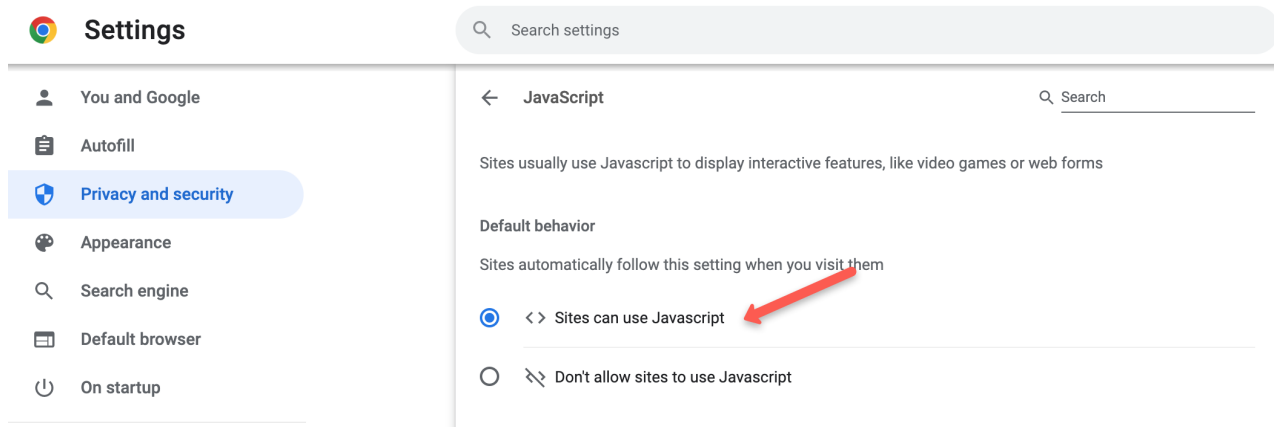 Settings
Search settings
You and Google
Autofill
Privacy and security
Appearance
Search engine
Default browser
On startup
JavaScript
Search
Sites usually use Javascript to display interactive features, like video games or web forms
Default behavior
Sites automatically follow this setting when you visit them
Sites can use Javascript
Don't allow sites to use Javascript